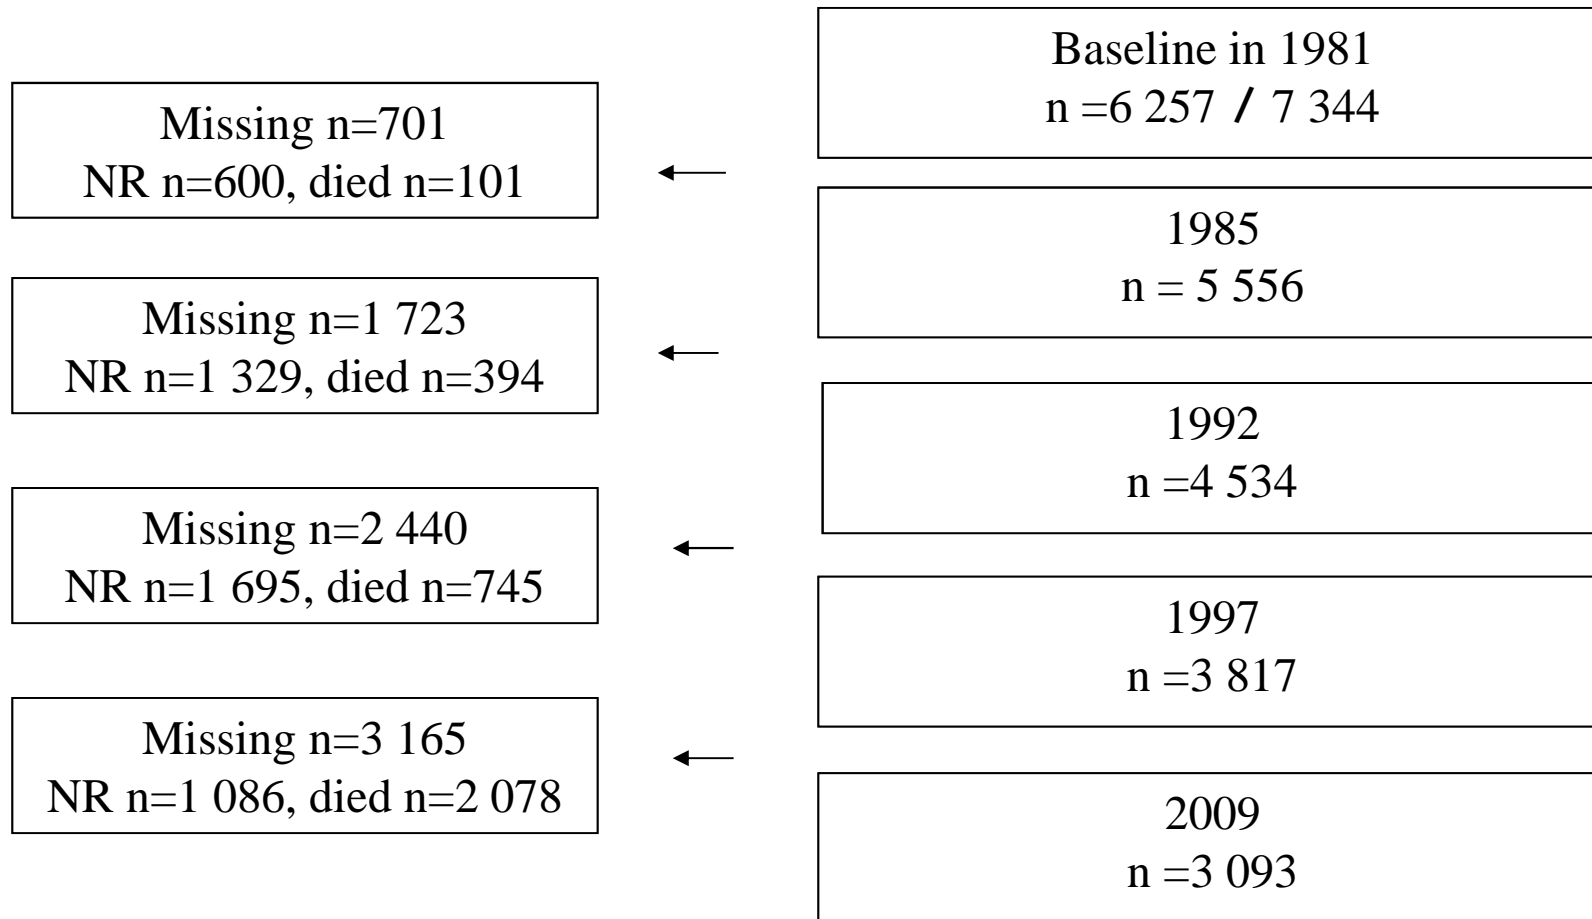 Baseline in 1981
n =6 257 / 7 344
Missing n=701
NR n=600, died n=101
1985
n = 5 556
Missing n=1 723
NR n=1 329, died n=394
1992
n =4 534
Missing n=2 440
NR n=1 695, died n=745
1997
n =3 817
Missing n=3 165
NR n=1 086, died n=2 078
2009
n =3 093